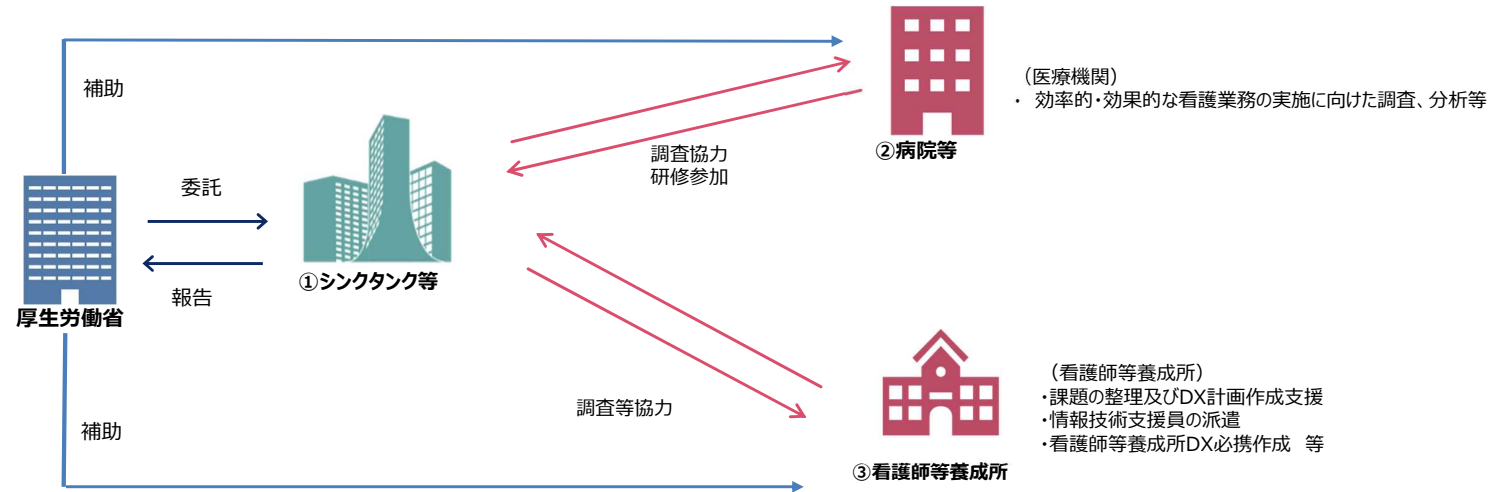 補助
(医療機関)
・ 効率的・効果的な看護業務の実施に向けた調査、分析等
②病院等
調査協力
研修参加
委託
①シンクタンク等
報告
厚生労働省
(看護師等養成所)
・課題の整理及びDX計画作成支援
・情報技術支援員の派遣
・看護師等養成所DX必携作成 等
調査等協力
補助
③看護師等養成所